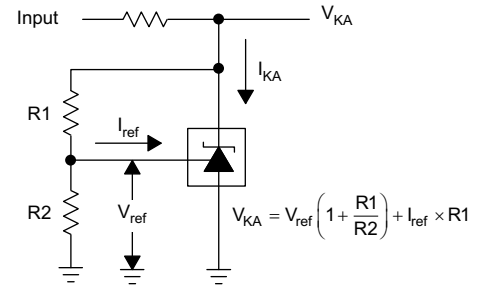 Input
V_KA
I_KA
R1
I_ref
R2
V_ref
V_KA = V_ref (1 + R1/R2) + I_ref × R1